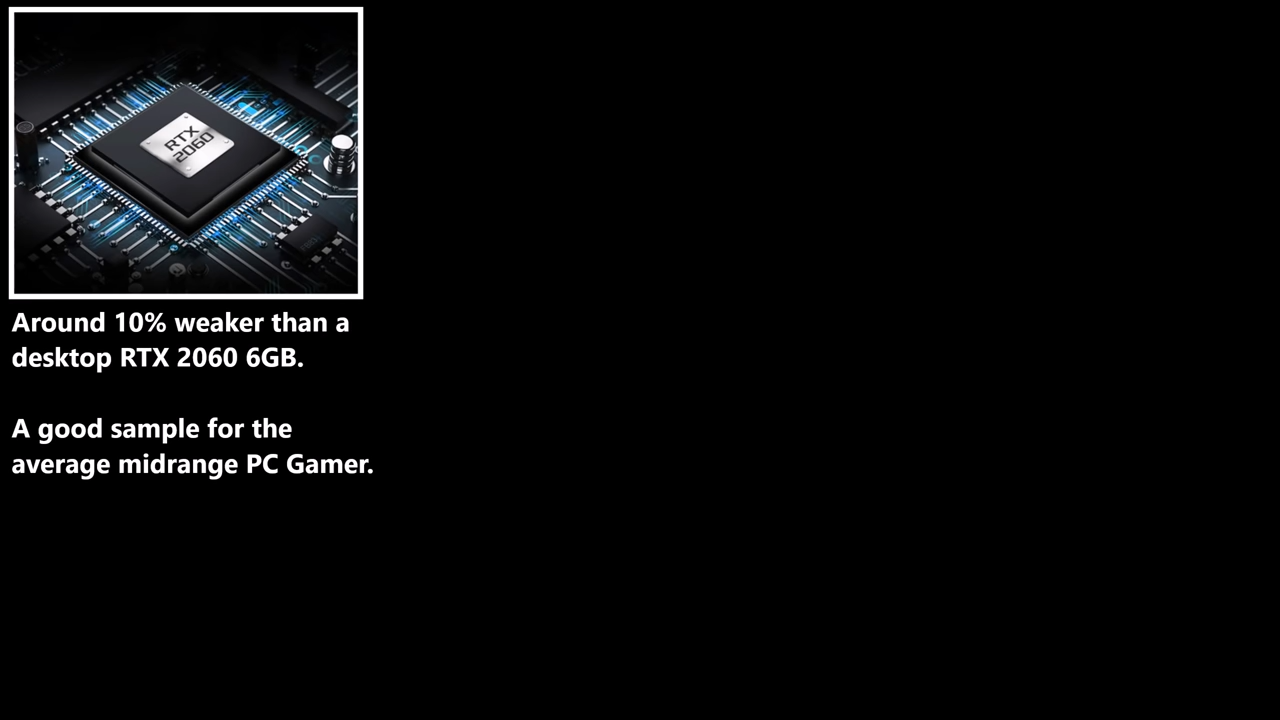 RTX
2060
Around 10% weaker than a
desktop RTX 2060 6GB.
A good sample for the
average midrange PC Gamer.